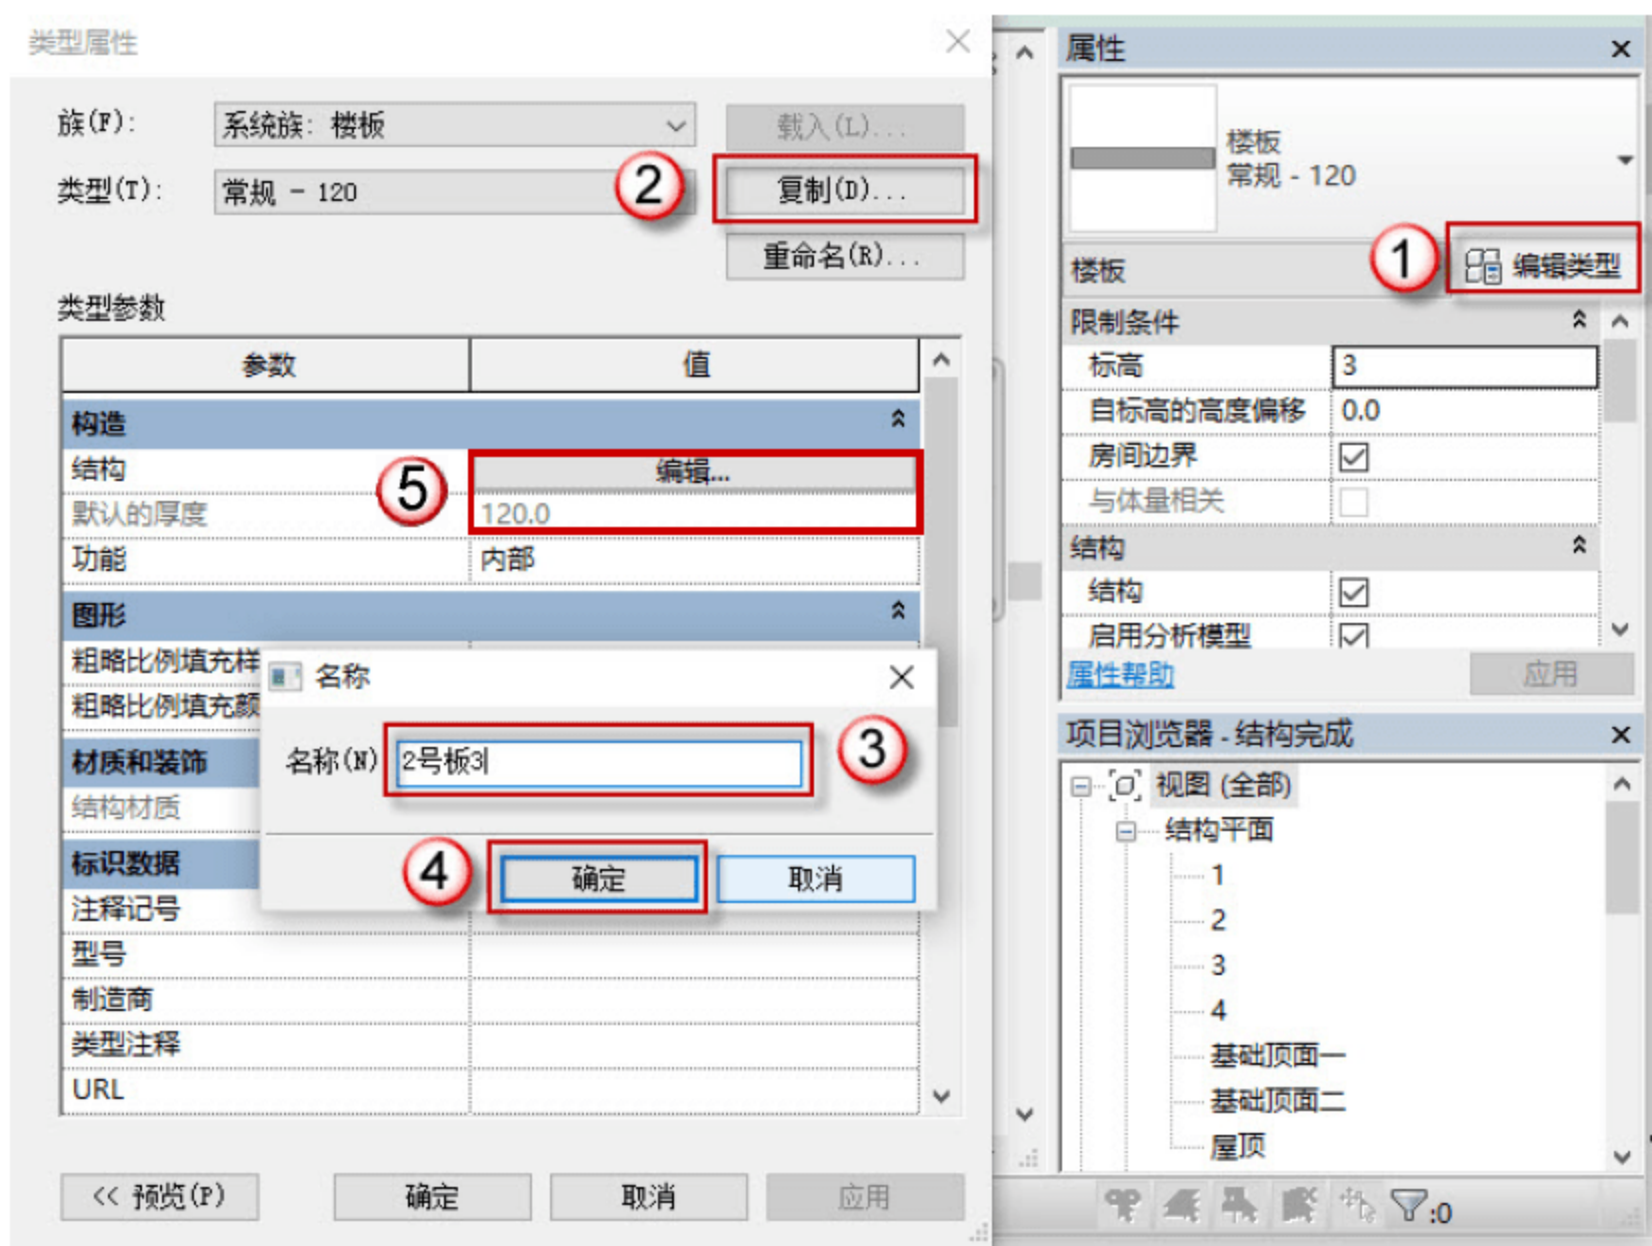 类型属性
族(F):
系统族: 楼板
载入(L)...
类型(T):
常规 - 120
②
复制(D)...
重命名(R)...
类型参数
参数
值
构造
结构
⑤
编辑...
默认的厚度
120.0
功能
内部
图形
粗略比例填充样
粗略比例填充颜
材质和装饰
结构材质
标识数据
注释记号
型号
制造商
类型注释
URL
名称
名称(N)
2号板3
③
④
确定
取消
<< 预览(P)
确定
取消
应用
属性
楼板
常规 - 120
楼板
①
编辑类型
限制条件
标高
3
自标高的高度偏移
0.0
房间边界
与体量相关
结构
结构
启用分析模型
属性帮助
应用
项目浏览器 - 结构完成
视图 (全部)
结构平面
1
2
3
4
基础顶面一
基础顶面二
屋顶
:0